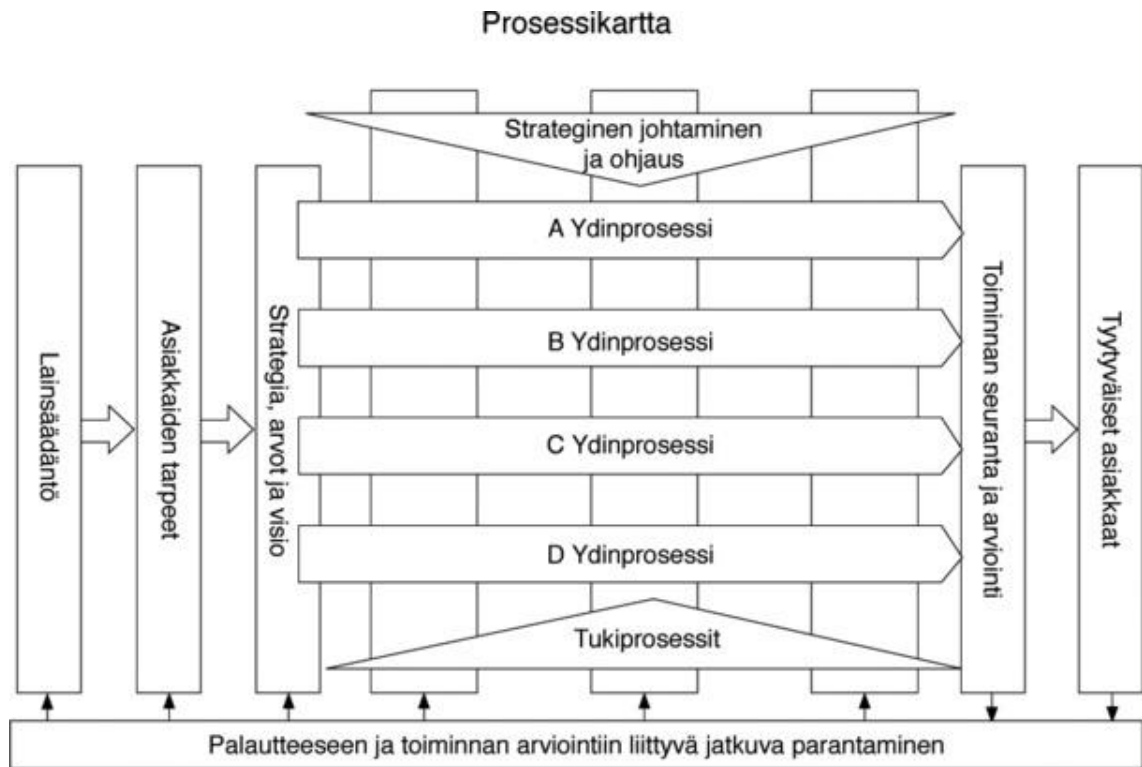 Prosessikartta
Strateginen johtaminen
ja ohjaus
Lainsäädäntö
Asiakkaiden tarpeet
Strategia, arvot ja visio
A Ydinprosessi
B Ydinprosessi
C Ydinprosessi
D Ydinprosessi
Tukiprosessit
Toiminnan seuranta ja arviointi
Tyytyväiset asiakkaat
Palautteeseen ja toiminnan arviointiin liittyvä jatkuva parantaminen